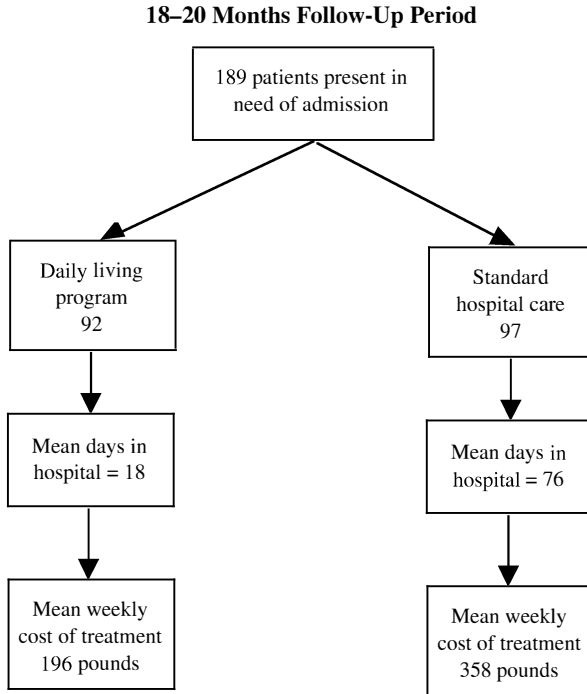 18–20 Months Follow-Up Period
189 patients present in
need of admission
Daily living
program
92
Standard
hospital care
97
Mean days in
hospital = 18
Mean days in
hospital = 76
Mean weekly
cost of treatment
196 pounds
Mean weekly
cost of treatment
358 pounds